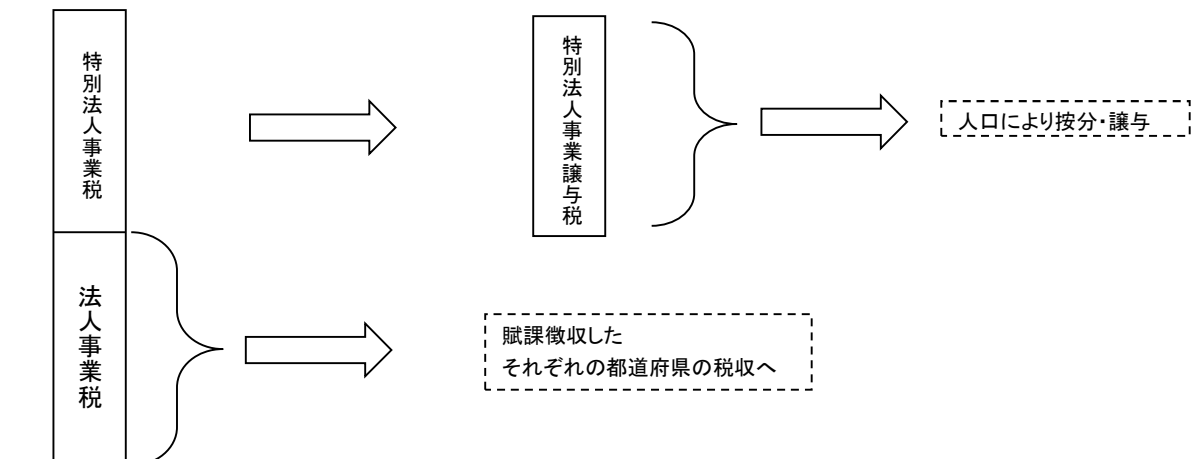 特別法人事業税
特別法人事業譲与税
人口により按分・譲与
法人事業税
賦課徴収した
それぞれの都道府県の税収へ